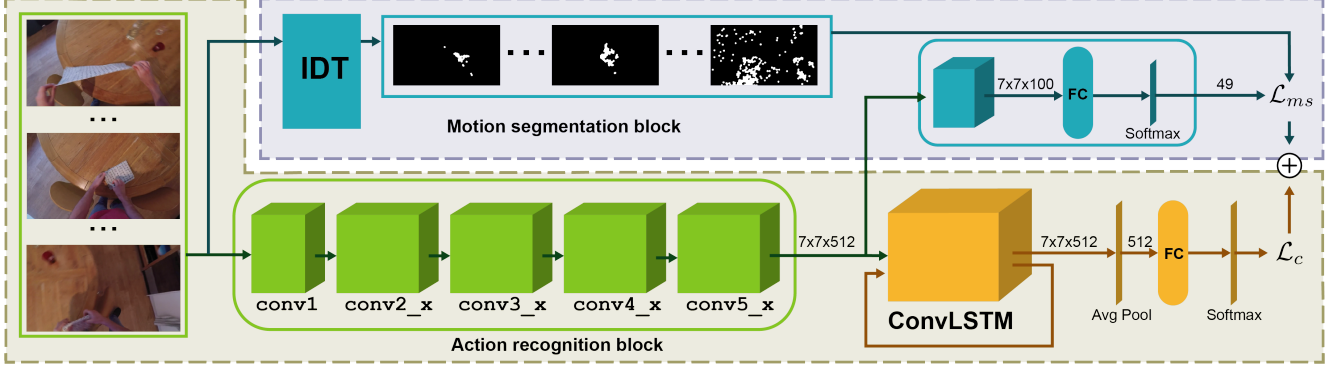 IDT
Motion segmentation block
7x7x100
FC
Softmax
49
ℒms
+
7x7x512
conv1
conv2_x
conv3_x
conv4_x
conv5_x
Action recognition block
ConvLSTM
7x7x512
Avg Pool
512
FC
Softmax
ℒc